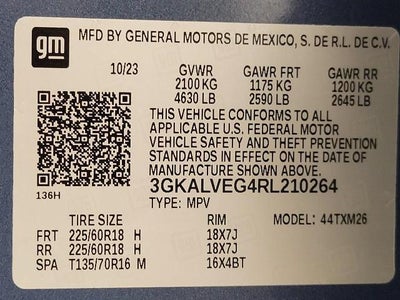 gm
MFD BY GENERAL MOTORS DE MEXICO, S. DE R.L. DE C.V.
10/23 GVWR GAWR FRT GAWR RR
2100 KG 1175 KG 1200 KG
4630 LB 2590 LB 2645 LB
THIS VEHICLE CONFORMS TO ALL
APPLICABLE U.S. FEDERAL MOTOR
VEHICLE SAFETY AND THEFT PREVENTION
STANDARDS IN EFFECT ON THE DATE OF
MANUFACTURE SHOWN ABOVE.
136H
3GKALVEG4RL210264
TYPE: MPV
TIRE SIZE RIM MODEL: 44TXM26
FRT 225/60R18 H 18X7J
RR 225/60R18 H 18X7J
SPA T135/70R16 M 16X4BT